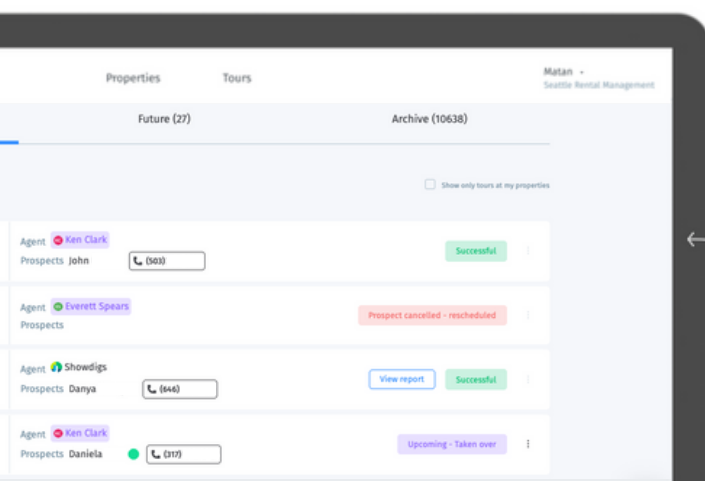 Properties Tours Matan
Seattle Rental Management
Future (27) Archive (10638)
Show only tours at my properties
Agent Ken Clark
Successful
Prospects John (503)
Agent Everett Spears
Prospect cancelled - rescheduled
Prospects
Agent Showdigs
View report Successful
Prospects Danya (646)
Agent Ken Clark
Upcoming - Taken over
Prospects Daniela (317)